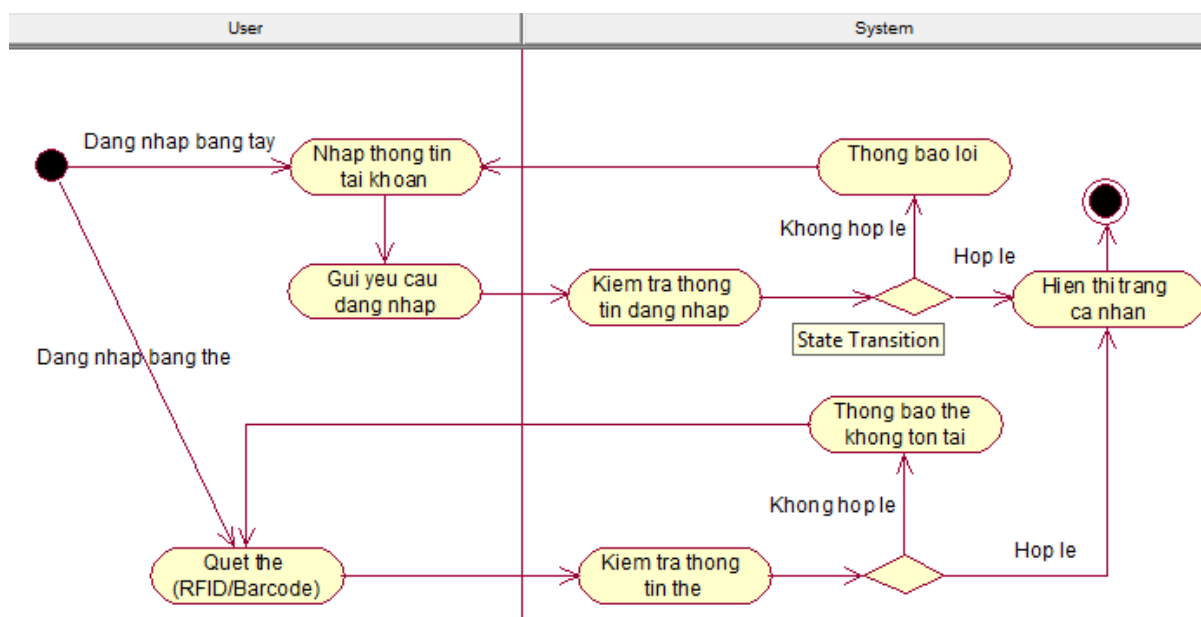 User
System
Dang nhap bang tay
Nhap thong tin
tai khoan
Thong bao loi
Khong hop le
Hop le
Gui yeu cau
dang nhap
Kiem tra thong
tin dang nhap
Hien thi trang
ca nhan
State Transition
Dang nhap bang the
Thong bao the
khong ton tai
Khong hop le
Hop le
Quet the
(RFID/Barcode)
Kiem tra thong
tin the